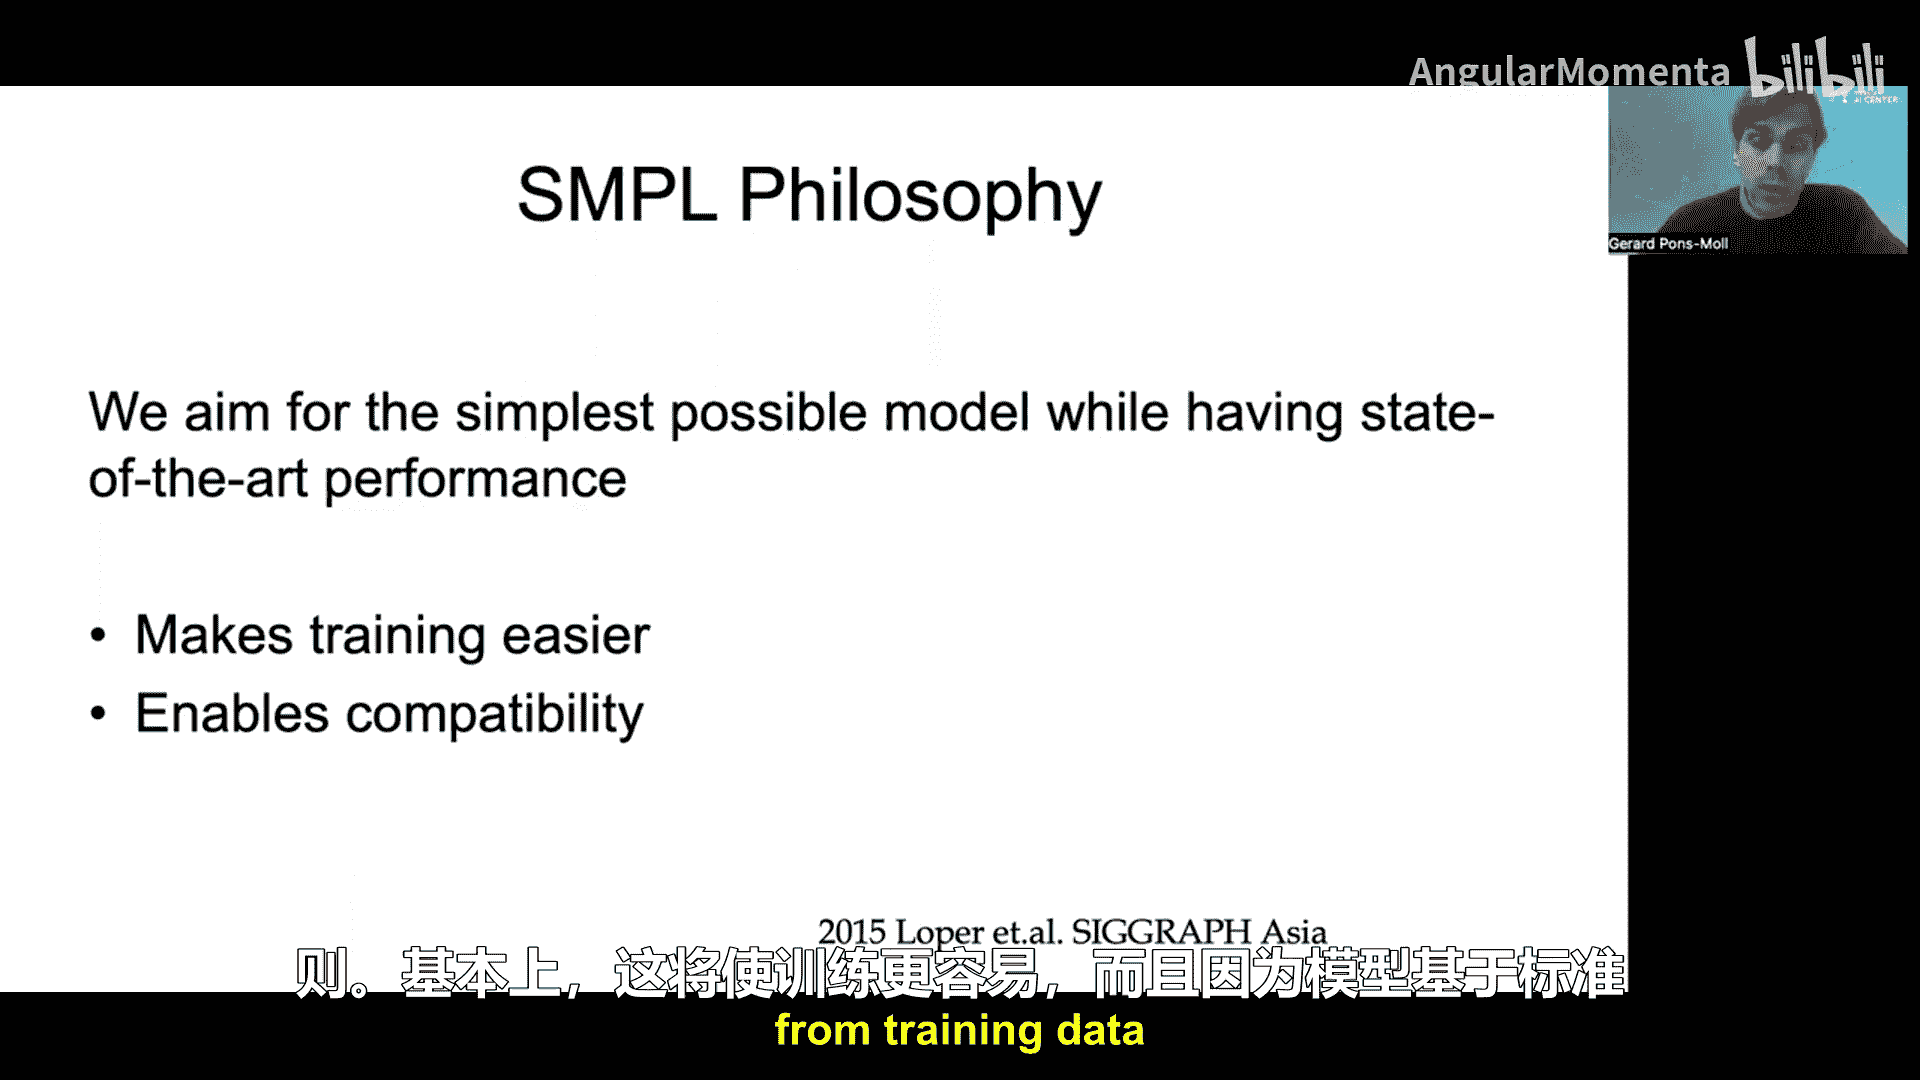 AngularMomenta bilibili
AI CENTER
Gerard Pons-Moll
SMPL Philosophy
We aim for the simplest possible model while having state-
of-the-art performance
• Makes training easier
• Enables compatibility
2015 Loper et.al. SIGGRAPH Asia
则。基本上，这将使训练更容易，而且因为模型基于标准
from training data